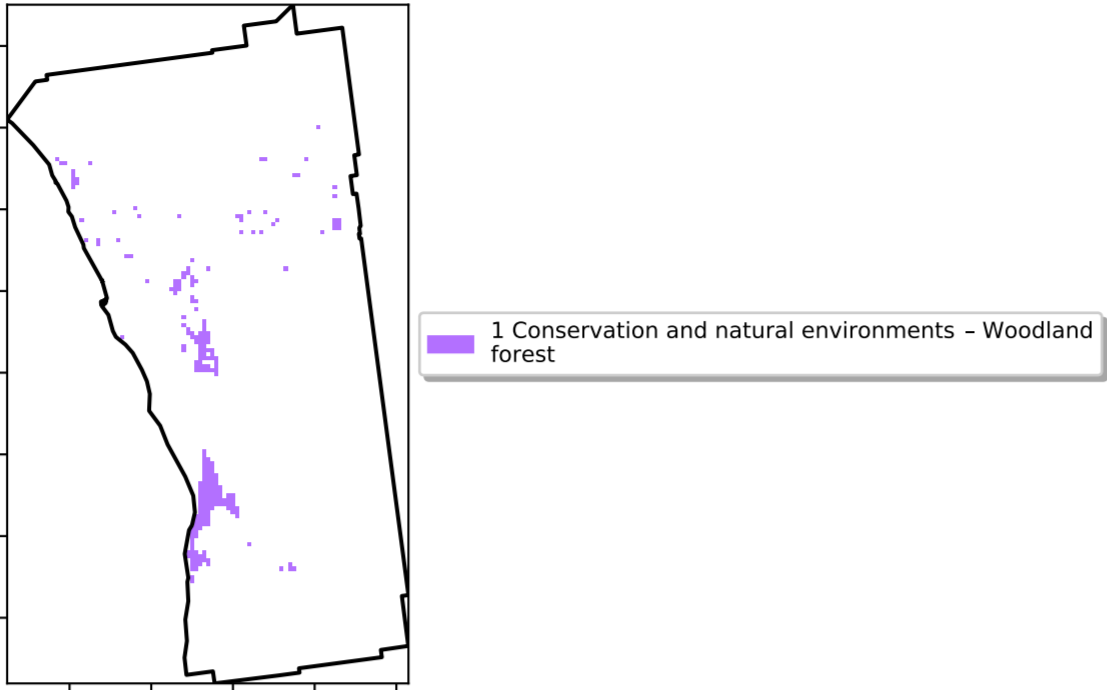 1 Conservation and natural environments – Woodland
forest